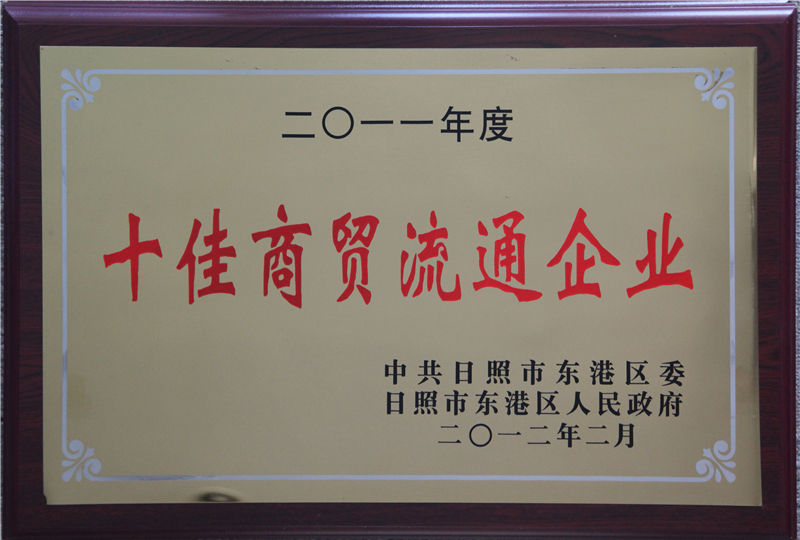 二〇一一年度
十佳商贸流通企业
中共日照市东港区委
日照市东港区人民政府
二〇一二年二月